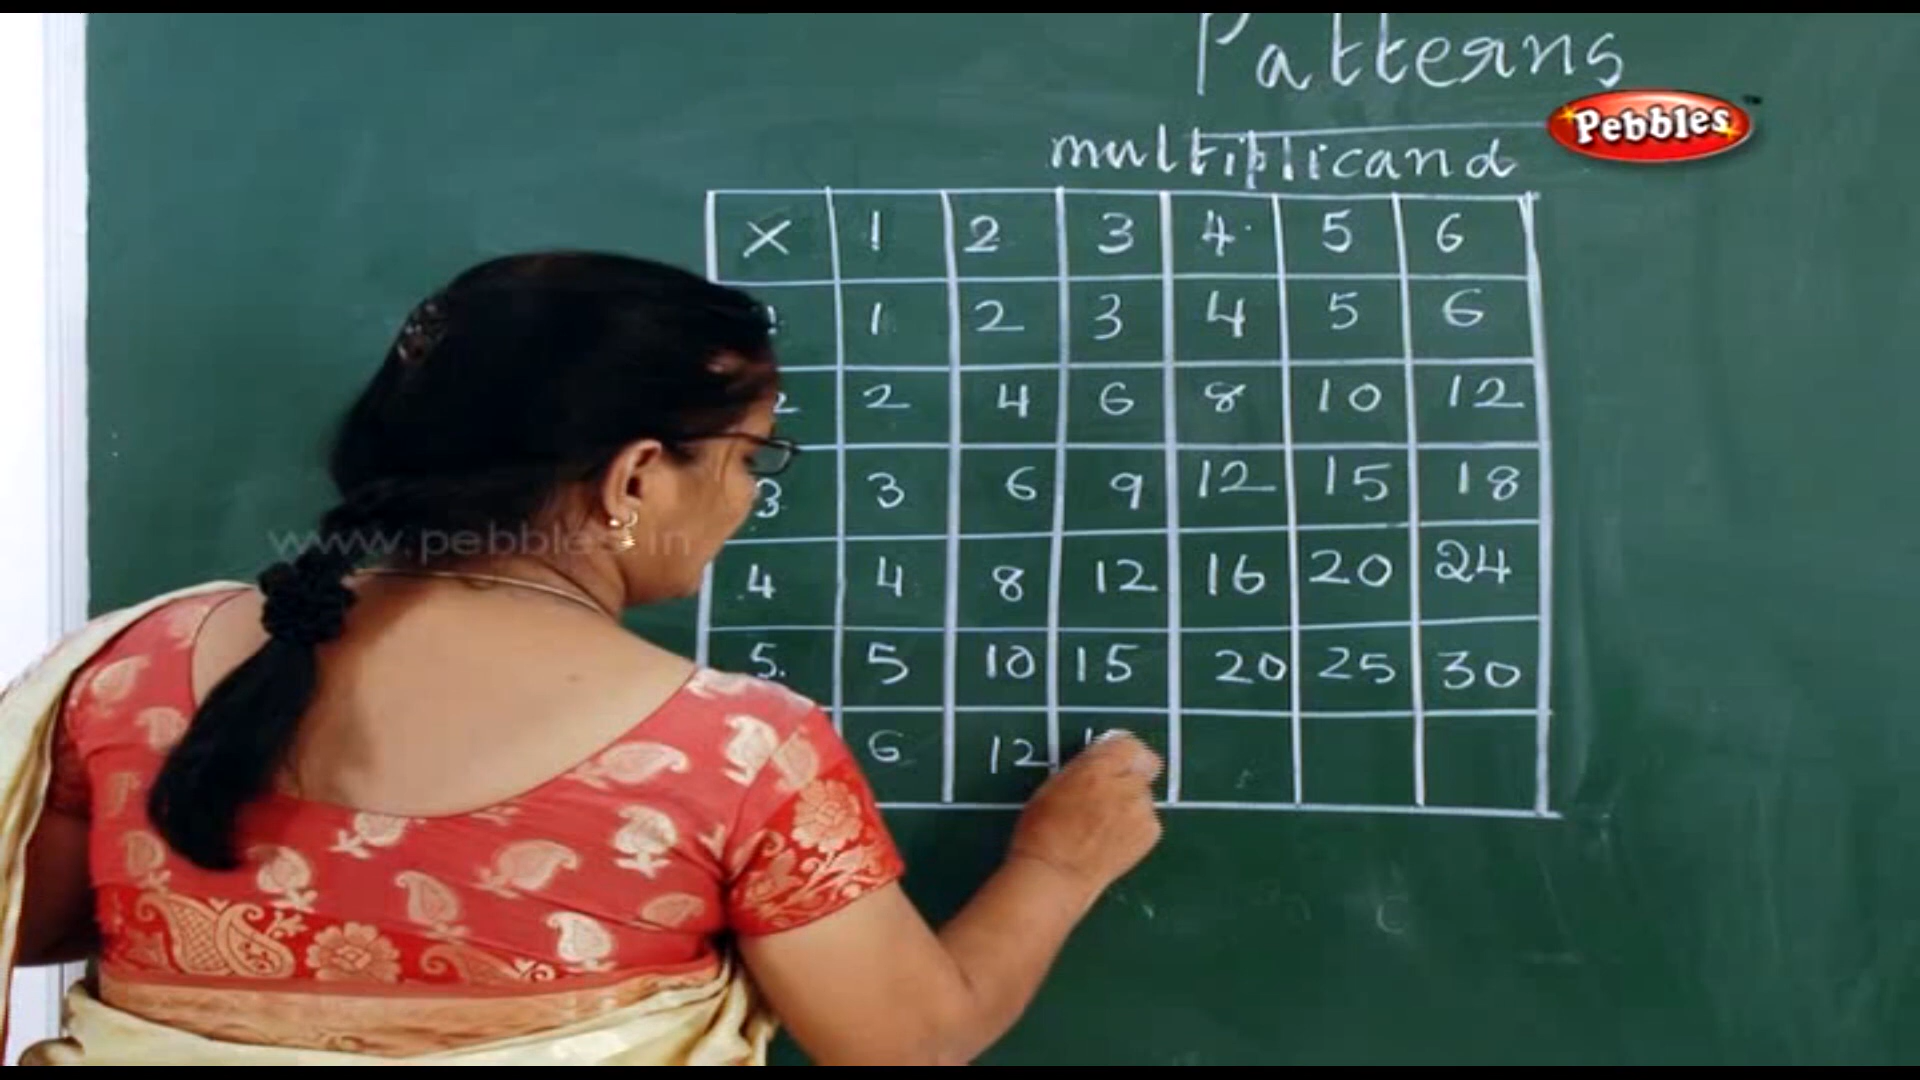 Patterns
Pebbles
multiplicand
X 1 2 3 4 5 6
1 2 3 4 5 6
2 2 4 6 8 10 12
3 3 6 9 12 15 18
www.pebbles.in
4 4 8 12 16 20 24
5. 5 10 15 20 25 30
6 12